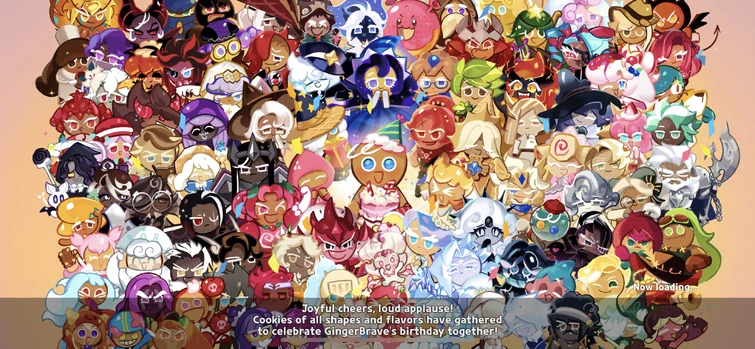 Now loading...
Joyful cheers, loud applause!
Cookies of all shapes and flavors have gathered
to celebrate GingerBrave's birthday together!